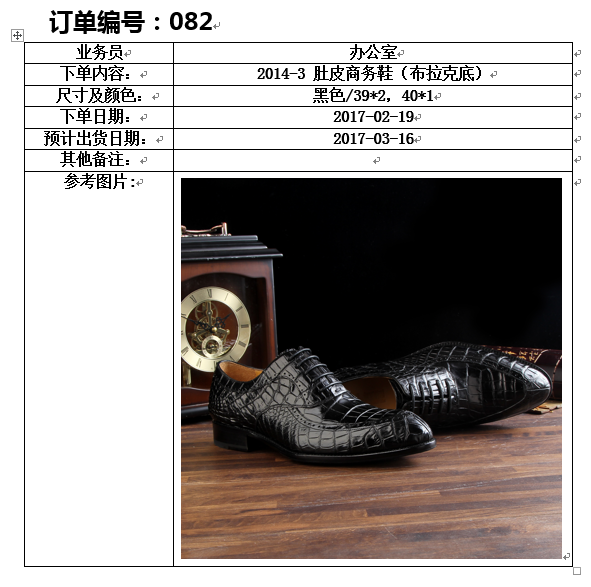 订单编号：082
业务员 办公室
下单内容： 2014-3 肚皮商务鞋（布拉克底）
尺寸及颜色： 黑色/39*2，40*1
下单日期： 2017-02-19
预计出货日期： 2017-03-16
其他备注：
参考图片: